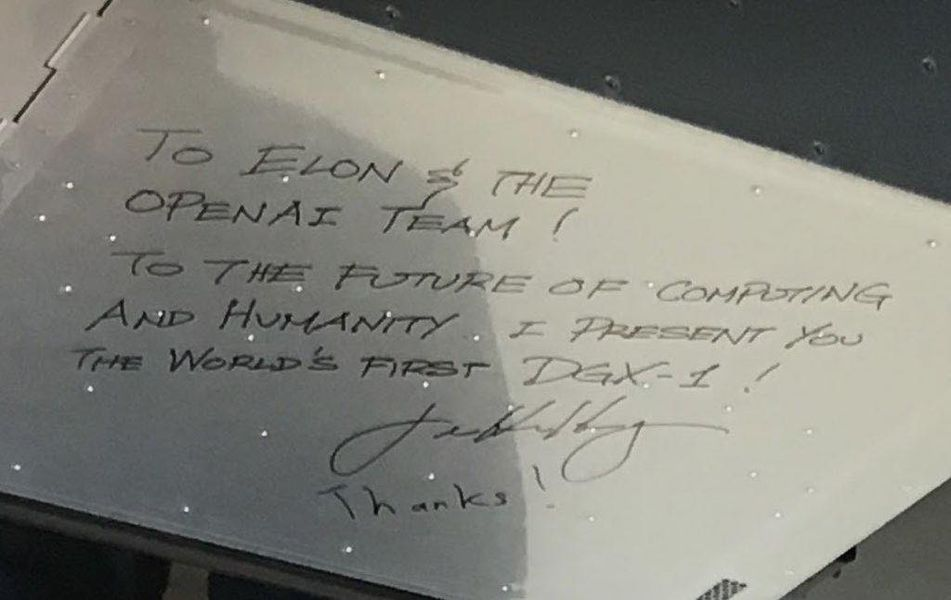 TO ELON & THE
OPENAI TEAM !
TO THE FUTURE OF COMPUTING
AND HUMANITY. I PRESENT YOU
THE WORLD'S FIRST DGX-1 !
Thanks!